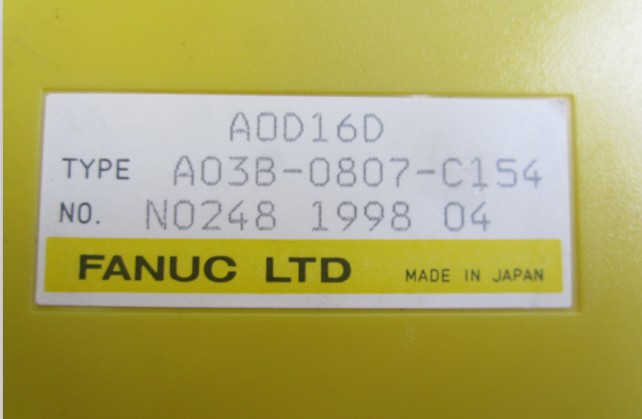 AOD16D
TYPE A03B-0807-C154
NO. N0248 1998 04
FANUC LTD MADE IN JAPAN